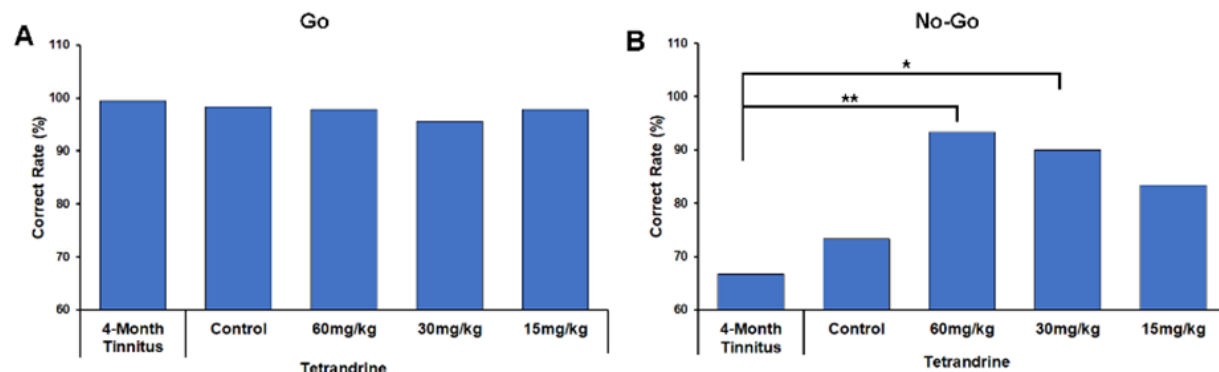 A
Go
Correct Rate (%)
110
100
90
80
70
60
4-Month
Tinnitus
Control
60mg/kg
30mg/kg
15mg/kg
Tetrandrine
B
No-Go
Correct Rate (%)
110
100
90
80
70
60
*
**
4-Month
Tinnitus
Control
60mg/kg
30mg/kg
15mg/kg
Tetrandrine